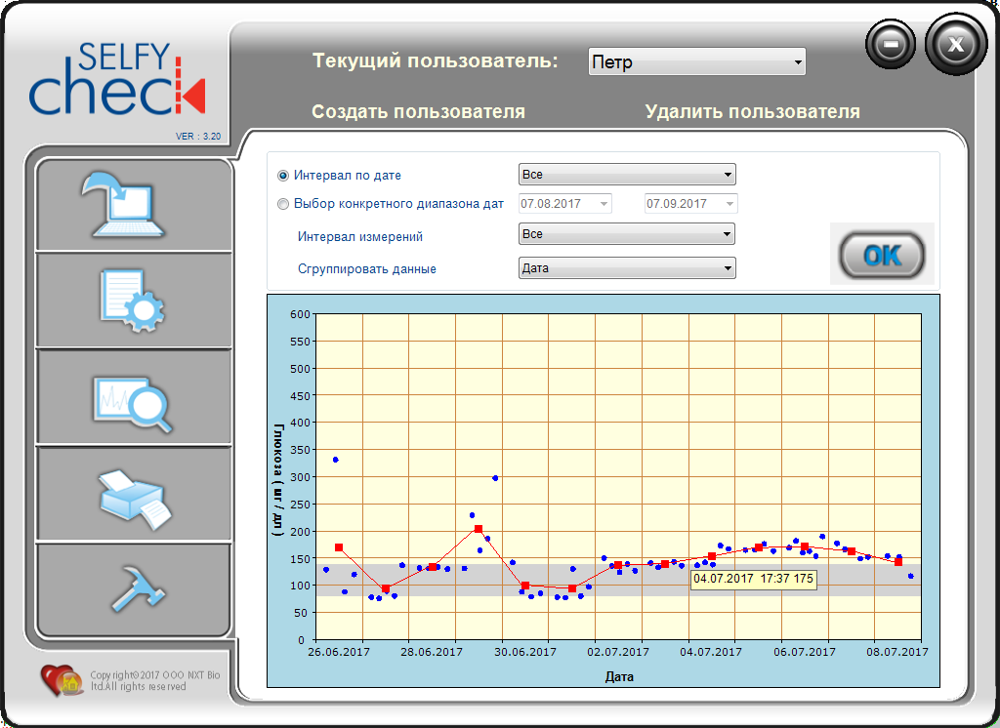 SELFY
check
VER : 3.20
Текущий пользователь:
Петр
Создать пользователя
Удалить пользователя
Интервал по дате
Все
Выбор конкретного диапазона дат
07.08.2017
07.09.2017
Интервал измерений
Все
Сгруппировать данные
Дата
OK
600
550
500
450
400
350
300
250
200
150
100
50
0
Глюкоза ( мг / дл )
04.07.2017 17:37 175
26.06.2017
28.06.2017
30.06.2017
02.07.2017
04.07.2017
06.07.2017
08.07.2017
Дата
Copyright©2017 ООО NXT Bio
ltd.All rights reserved